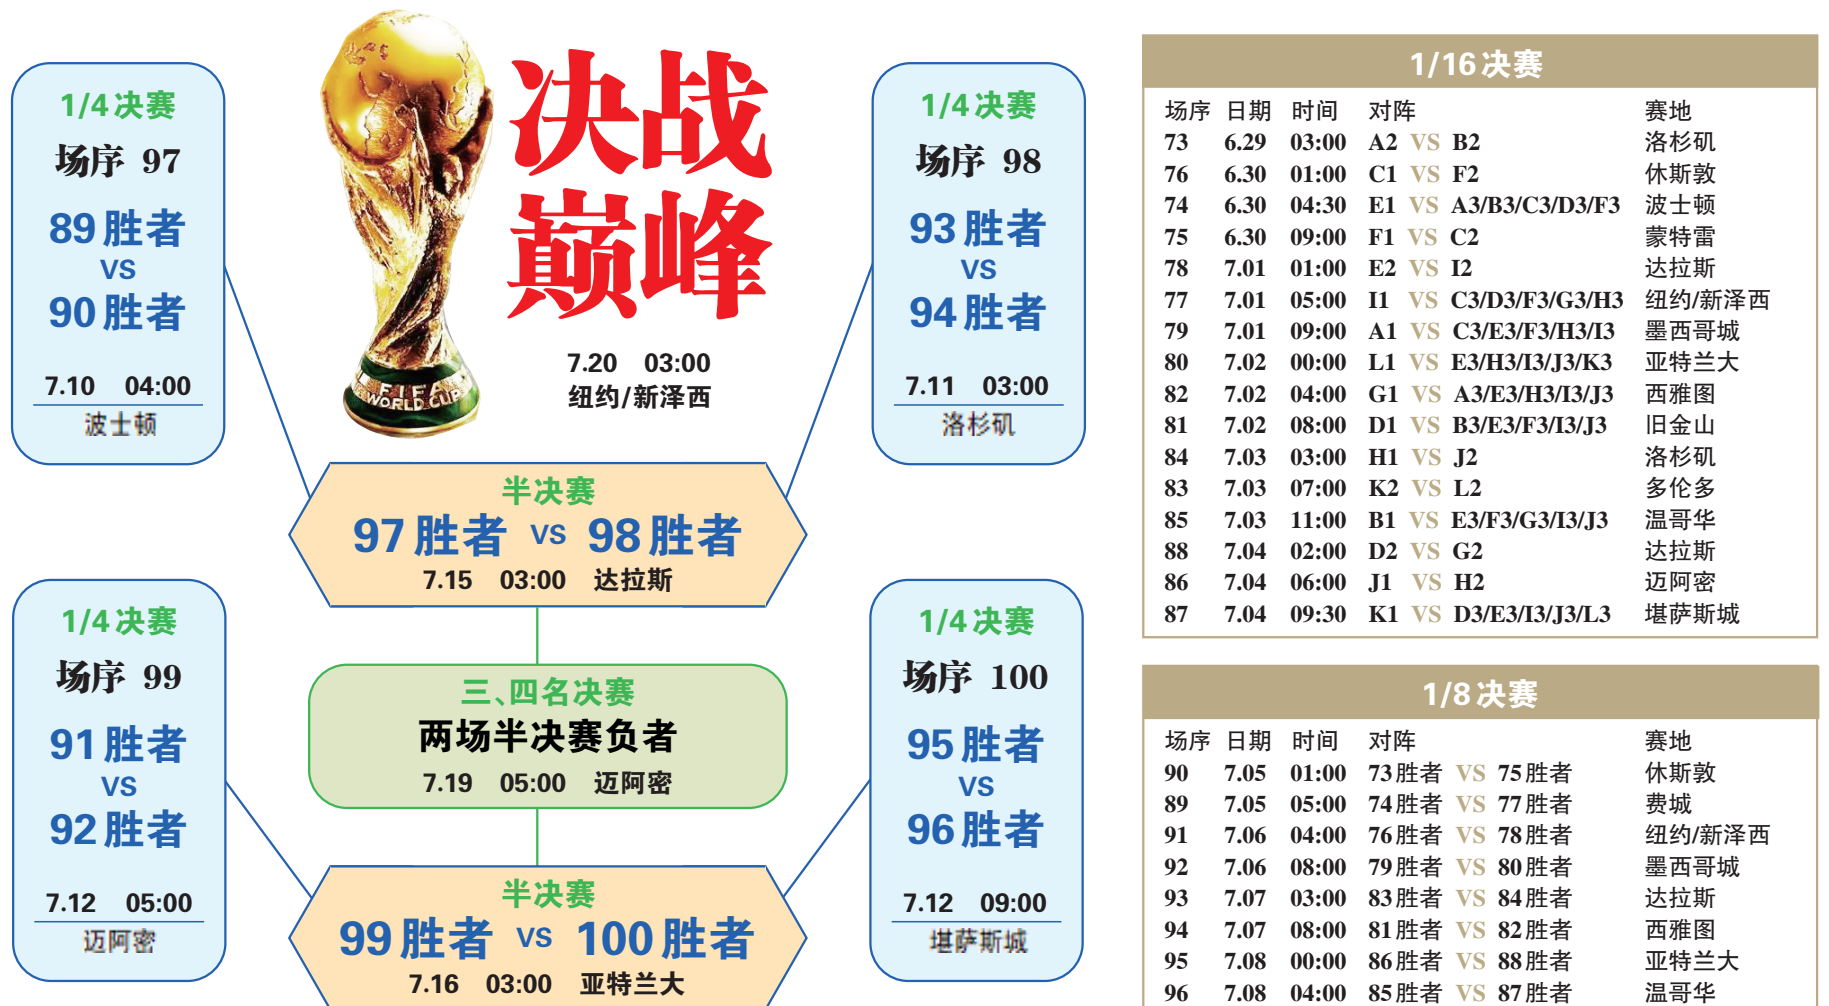 1/4决赛
场序 97
89胜者
VS
90胜者
7.10 04:00
波士顿
FIFA
WORLD CUP
决战
巅峰
7.20 03:00
纽约/新泽西
1/4决赛
场序 98
93胜者
VS
94胜者
7.11 03:00
洛杉矶
半决赛
97胜者 VS 98胜者
7.15 03:00 达拉斯
1/4决赛
场序 99
91胜者
VS
92胜者
7.12 05:00
迈阿密
三、四名决赛
两场半决赛负者
7.19 05:00 迈阿密
1/4决赛
场序 100
95胜者
VS
96胜者
7.12 09:00
堪萨斯城
半决赛
99胜者 VS 100胜者
7.16 03:00 亚特兰大
1/16决赛
场序 日期 时间 对阵 赛地
73 6.29 03:00 A2 VS B2 洛杉矶
76 6.30 01:00 C1 VS F2 休斯敦
74 6.30 04:30 E1 VS A3/B3/C3/D3/F3 波士顿
75 6.30 09:00 F1 VS C2 蒙特雷
78 7.01 01:00 E2 VS I2 达拉斯
77 7.01 05:00 I1 VS C3/D3/F3/G3/H3 纽约/新泽西
79 7.01 09:00 A1 VS C3/E3/F3/H3/I3 墨西哥城
80 7.02 00:00 L1 VS E3/H3/I3/J3/K3 亚特兰大
82 7.02 04:00 G1 VS A3/E3/H3/I3/J3 西雅图
81 7.02 08:00 D1 VS B3/E3/F3/I3/J3 旧金山
84 7.03 03:00 H1 VS J2 洛杉矶
83 7.03 07:00 K2 VS L2 多伦多
85 7.03 11:00 B1 VS E3/F3/G3/I3/J3 温哥华
88 7.04 02:00 D2 VS G2 达拉斯
86 7.04 06:00 J1 VS H2 迈阿密
87 7.04 09:30 K1 VS D3/E3/I3/J3/L3 堪萨斯城
1/8决赛
场序 日期 时间 对阵 赛地
90 7.05 01:00 73胜者 VS 75胜者 休斯敦
89 7.05 05:00 74胜者 VS 77胜者 费城
91 7.06 04:00 76胜者 VS 78胜者 纽约/新泽西
92 7.06 08:00 79胜者 VS 80胜者 墨西哥城
93 7.07 03:00 83胜者 VS 84胜者 达拉斯
94 7.07 08:00 81胜者 VS 82胜者 西雅图
95 7.08 00:00 86胜者 VS 88胜者 亚特兰大
96 7.08 04:00 85胜者 VS 87胜者 温哥华